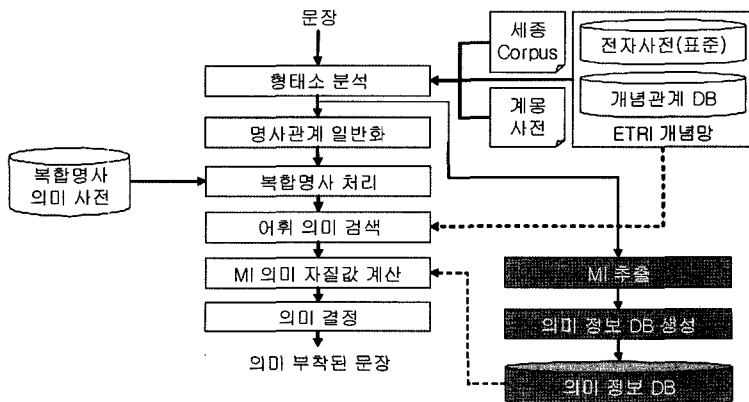 문장
형태소 분석
명사관계 일반화
복합명사 처리
어휘 의미 검색
MI 의미 자질값 계산
의미 결정
의미 부착된 문장
복합명사
의미 사전
세종
Corpus
계몽
사전
전자사전(표준)
개념관계 DB
ETRI 개념망
MI 추출
의미 정보 DB 생성
의미 정보 DB